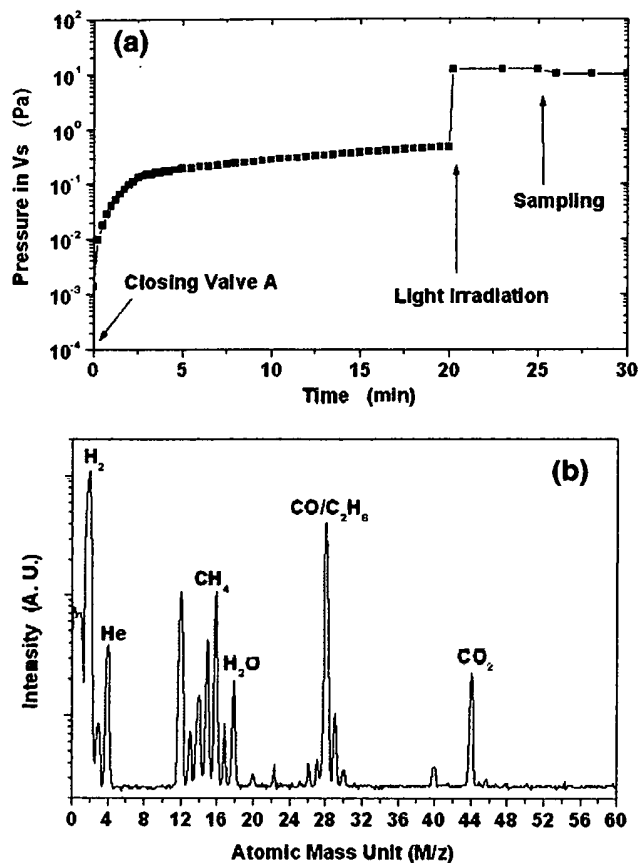 (a)
Pressure in Vs (Pa)
10²
10¹
10⁰
10⁻¹
10⁻²
10⁻³
10⁻⁴
Closing Valve A
Light Irradiation
Sampling
0 5 10 15 20 25 30
Time (min)
(b)
Intensity (A. U.)
H₂
He
CH₄
H₂O
CO/C₂H₆
CO₂
0 4 8 12 16 20 24 28 32 36 40 44 48 52 56 60
Atomic Mass Unit (M/z)